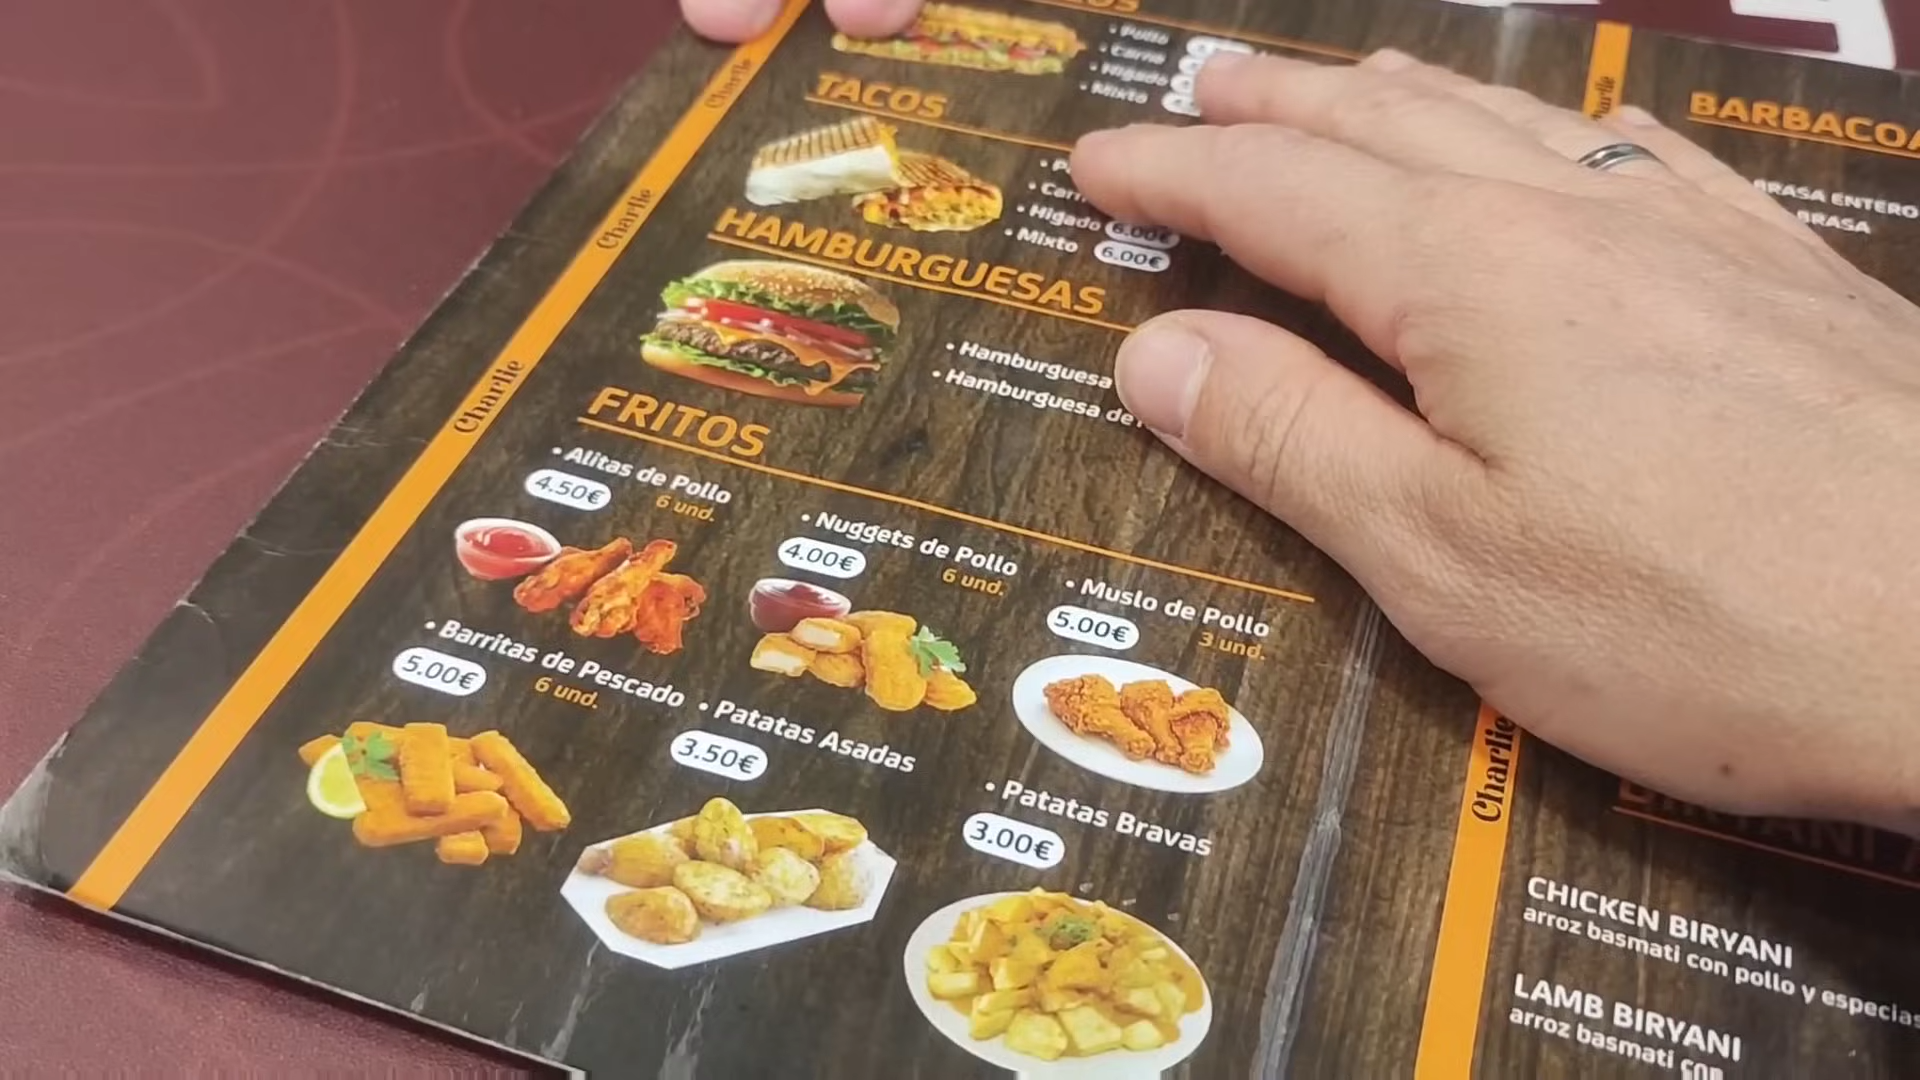 • Pollo
• Carne
• Higado
• Mixto
TACOS
• Higado 6.00€
• Mixto 6.00€
HAMBURGUESAS
• Hamburguesa
• Hamburguesa de
FRITOS
• Alitas de Pollo
4.50€ 6 und.
• Nuggets de Pollo
4.00€ 6 und.
• Muslo de Pollo
5.00€ 3 und.
• Barritas de Pescado
5.00€ 6 und.
• Patatas Asadas
3.50€
• Patatas Bravas
3.00€
Charlie
Charlie
Charlie
Charlie
BRASA ENTERO
BRASA
CHICKEN BIRYANI
arroz basmati con pollo y especias
LAMB BIRYANI
arroz basmati con